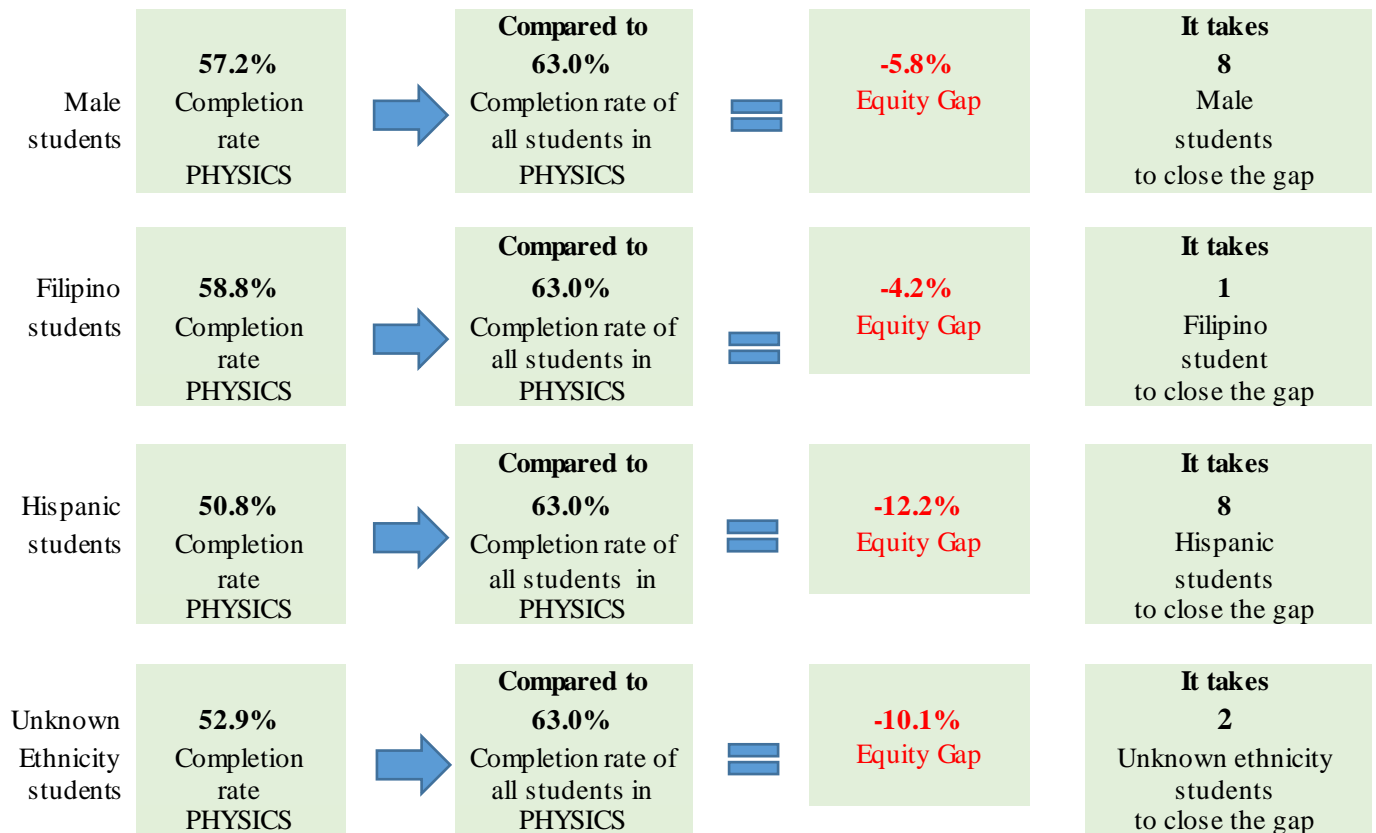 Male
students
57.2%
Completion
rate
PHYSICS
Compared to
63.0%
Completion rate of
all students in
PHYSICS
-5.8%
Equity Gap
It takes
8
Male
students
to close the gap
Filipino
students
58.8%
Completion
rate
PHYSICS
Compared to
63.0%
Completion rate of
all students in
PHYSICS
-4.2%
Equity Gap
It takes
1
Filipino
student
to close the gap
Hispanic
students
50.8%
Completion
rate
PHYSICS
Compared to
63.0%
Completion rate of
all students in
PHYSICS
-12.2%
Equity Gap
It takes
8
Hispanic
students
to close the gap
Unknown
Ethnicity
students
52.9%
Completion
rate
PHYSICS
Compared to
63.0%
Completion rate of
all students in
PHYSICS
-10.1%
Equity Gap
It takes
2
Unknown ethnicity
students
to close the gap